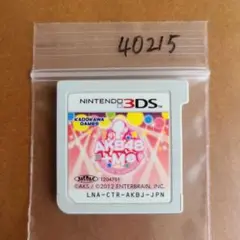 40215
NINTENDO 3DS
KADOKAWA GAMES
AKB48
+Me
©AKS / ©2012 ENTERBRAIN, INC.
LNA-CTR-AKBJ-JPN